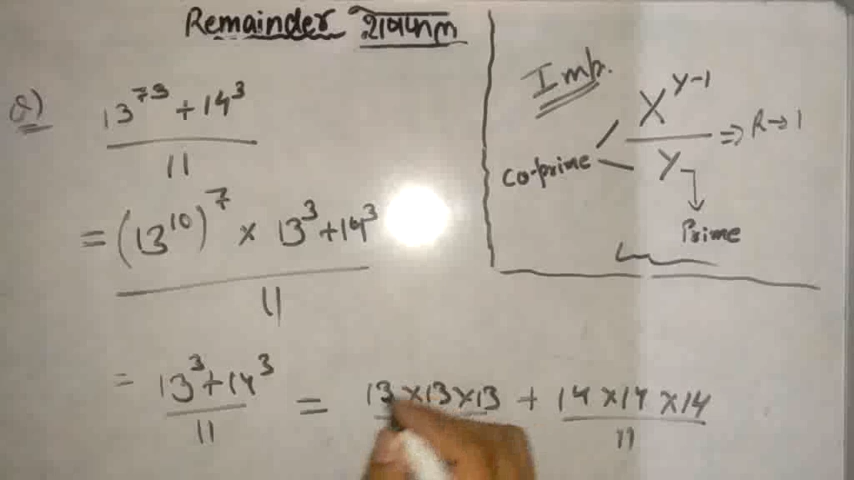 Remainder
Q) 13^73 + 14^3
11
= (13^10)^7 × 13^3 + 14^3
11
= 13^3 + 14^3 = 13 × 13 × 13 + 14 × 14 × 14
11 11
Imp.
co-prime X^Y-1 ⇒ R → 1
Y
Prime